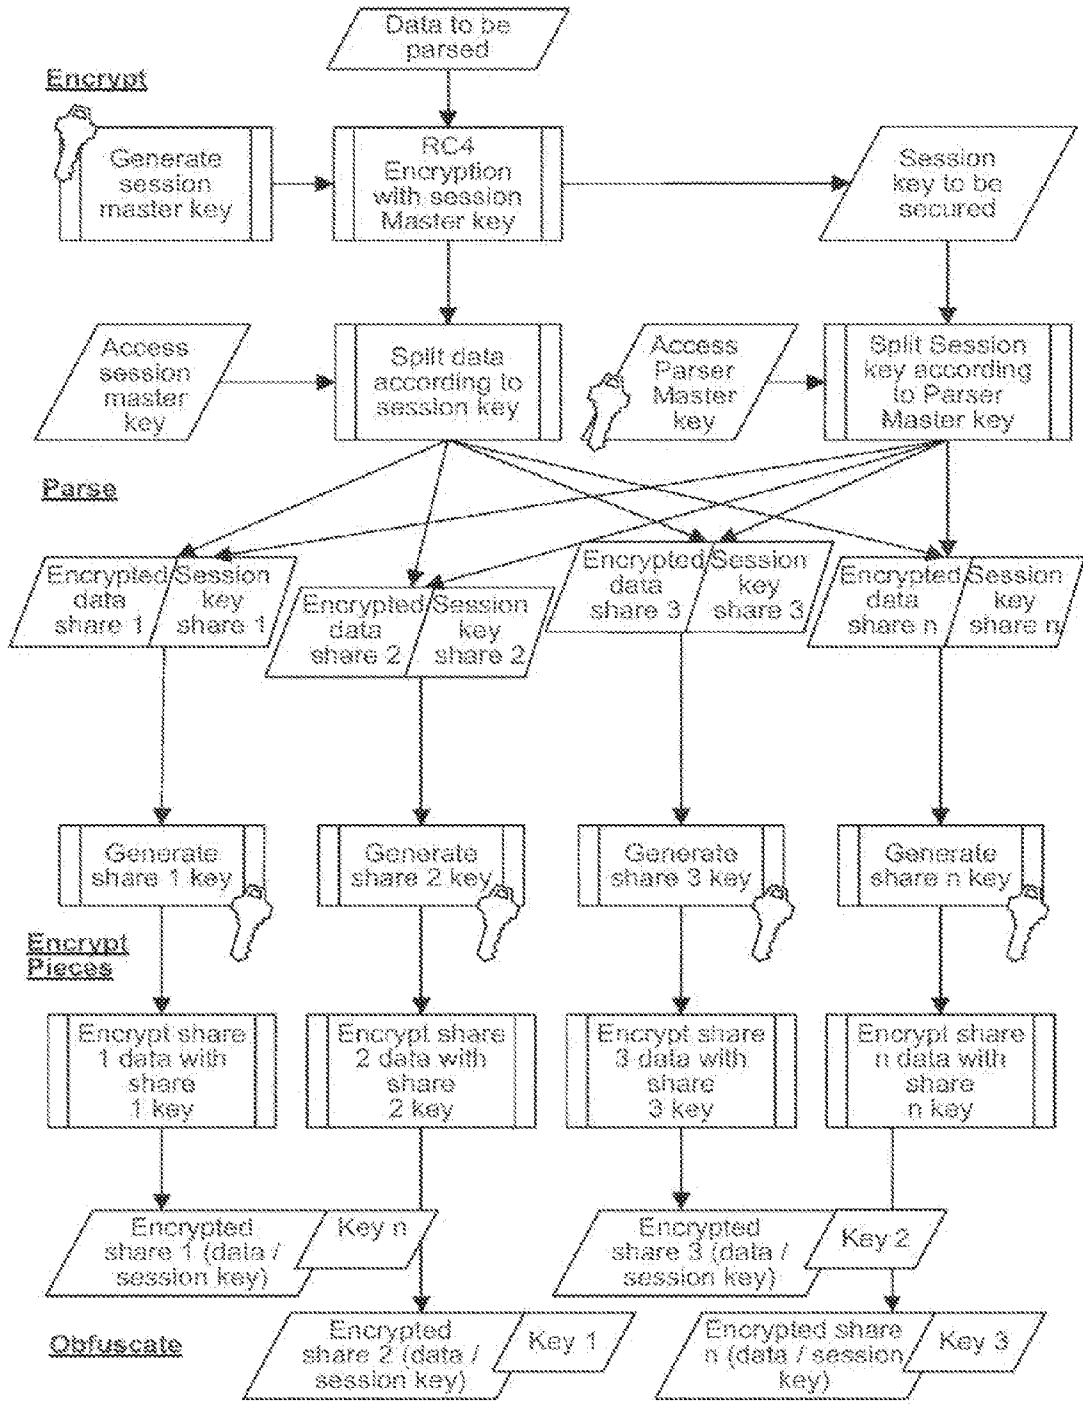 Data to be
parsed
Encrypt
Generate
session
master key
RC4
Encryption
with session
Master key
Session
key to be
secured
Access
session
master
key
Split data
according to
session key
Access
Parser
Master
key
Split Session
key according
to Parser
Master key
Parse
Encrypted
data
share 1
Session
key
share 1
Encrypted
data
share 2
Session
key
share 2
Encrypted
data
share 3
Session
key
share 3
Encrypted
data
share n
Session
key
share n
Generate
share 1 key
Generate
share 2 key
Generate
share 3 key
Generate
share n key
Encrypt
Pieces
Encrypt share
1 data with
share
1 key
Encrypt share
2 data with
share
2 key
Encrypt share
3 data with
share
3 key
Encrypt share
n data with
share
n key
Encrypted
share 1 (data /
session key)
Key n
Encrypted
share 3 (data /
session key)
Key 2
Obfuscate
Encrypted
share 2 (data /
session key)
Key 1
Encrypted share
n (data / session
key)
Key 3